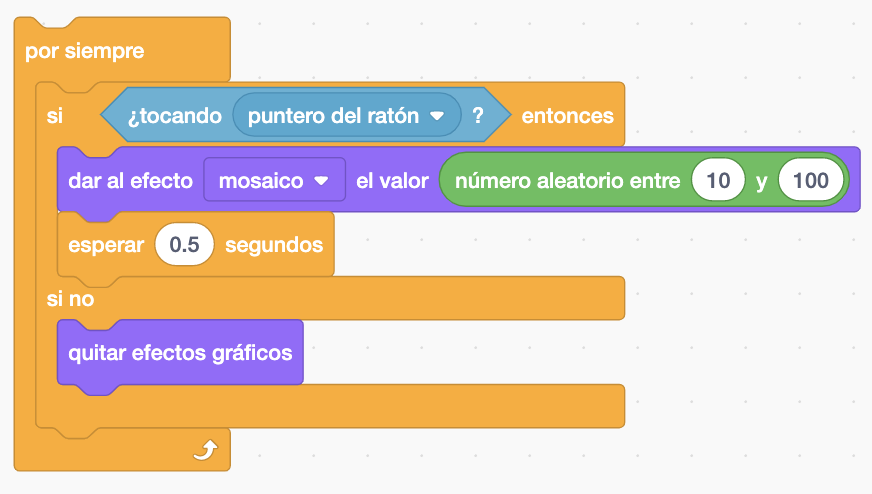 por siempre
si ¿tocando puntero del ratón ? entonces
dar al efecto mosaico el valor número aleatorio entre 10 y 100
esperar 0.5 segundos
si no
quitar efectos gráficos